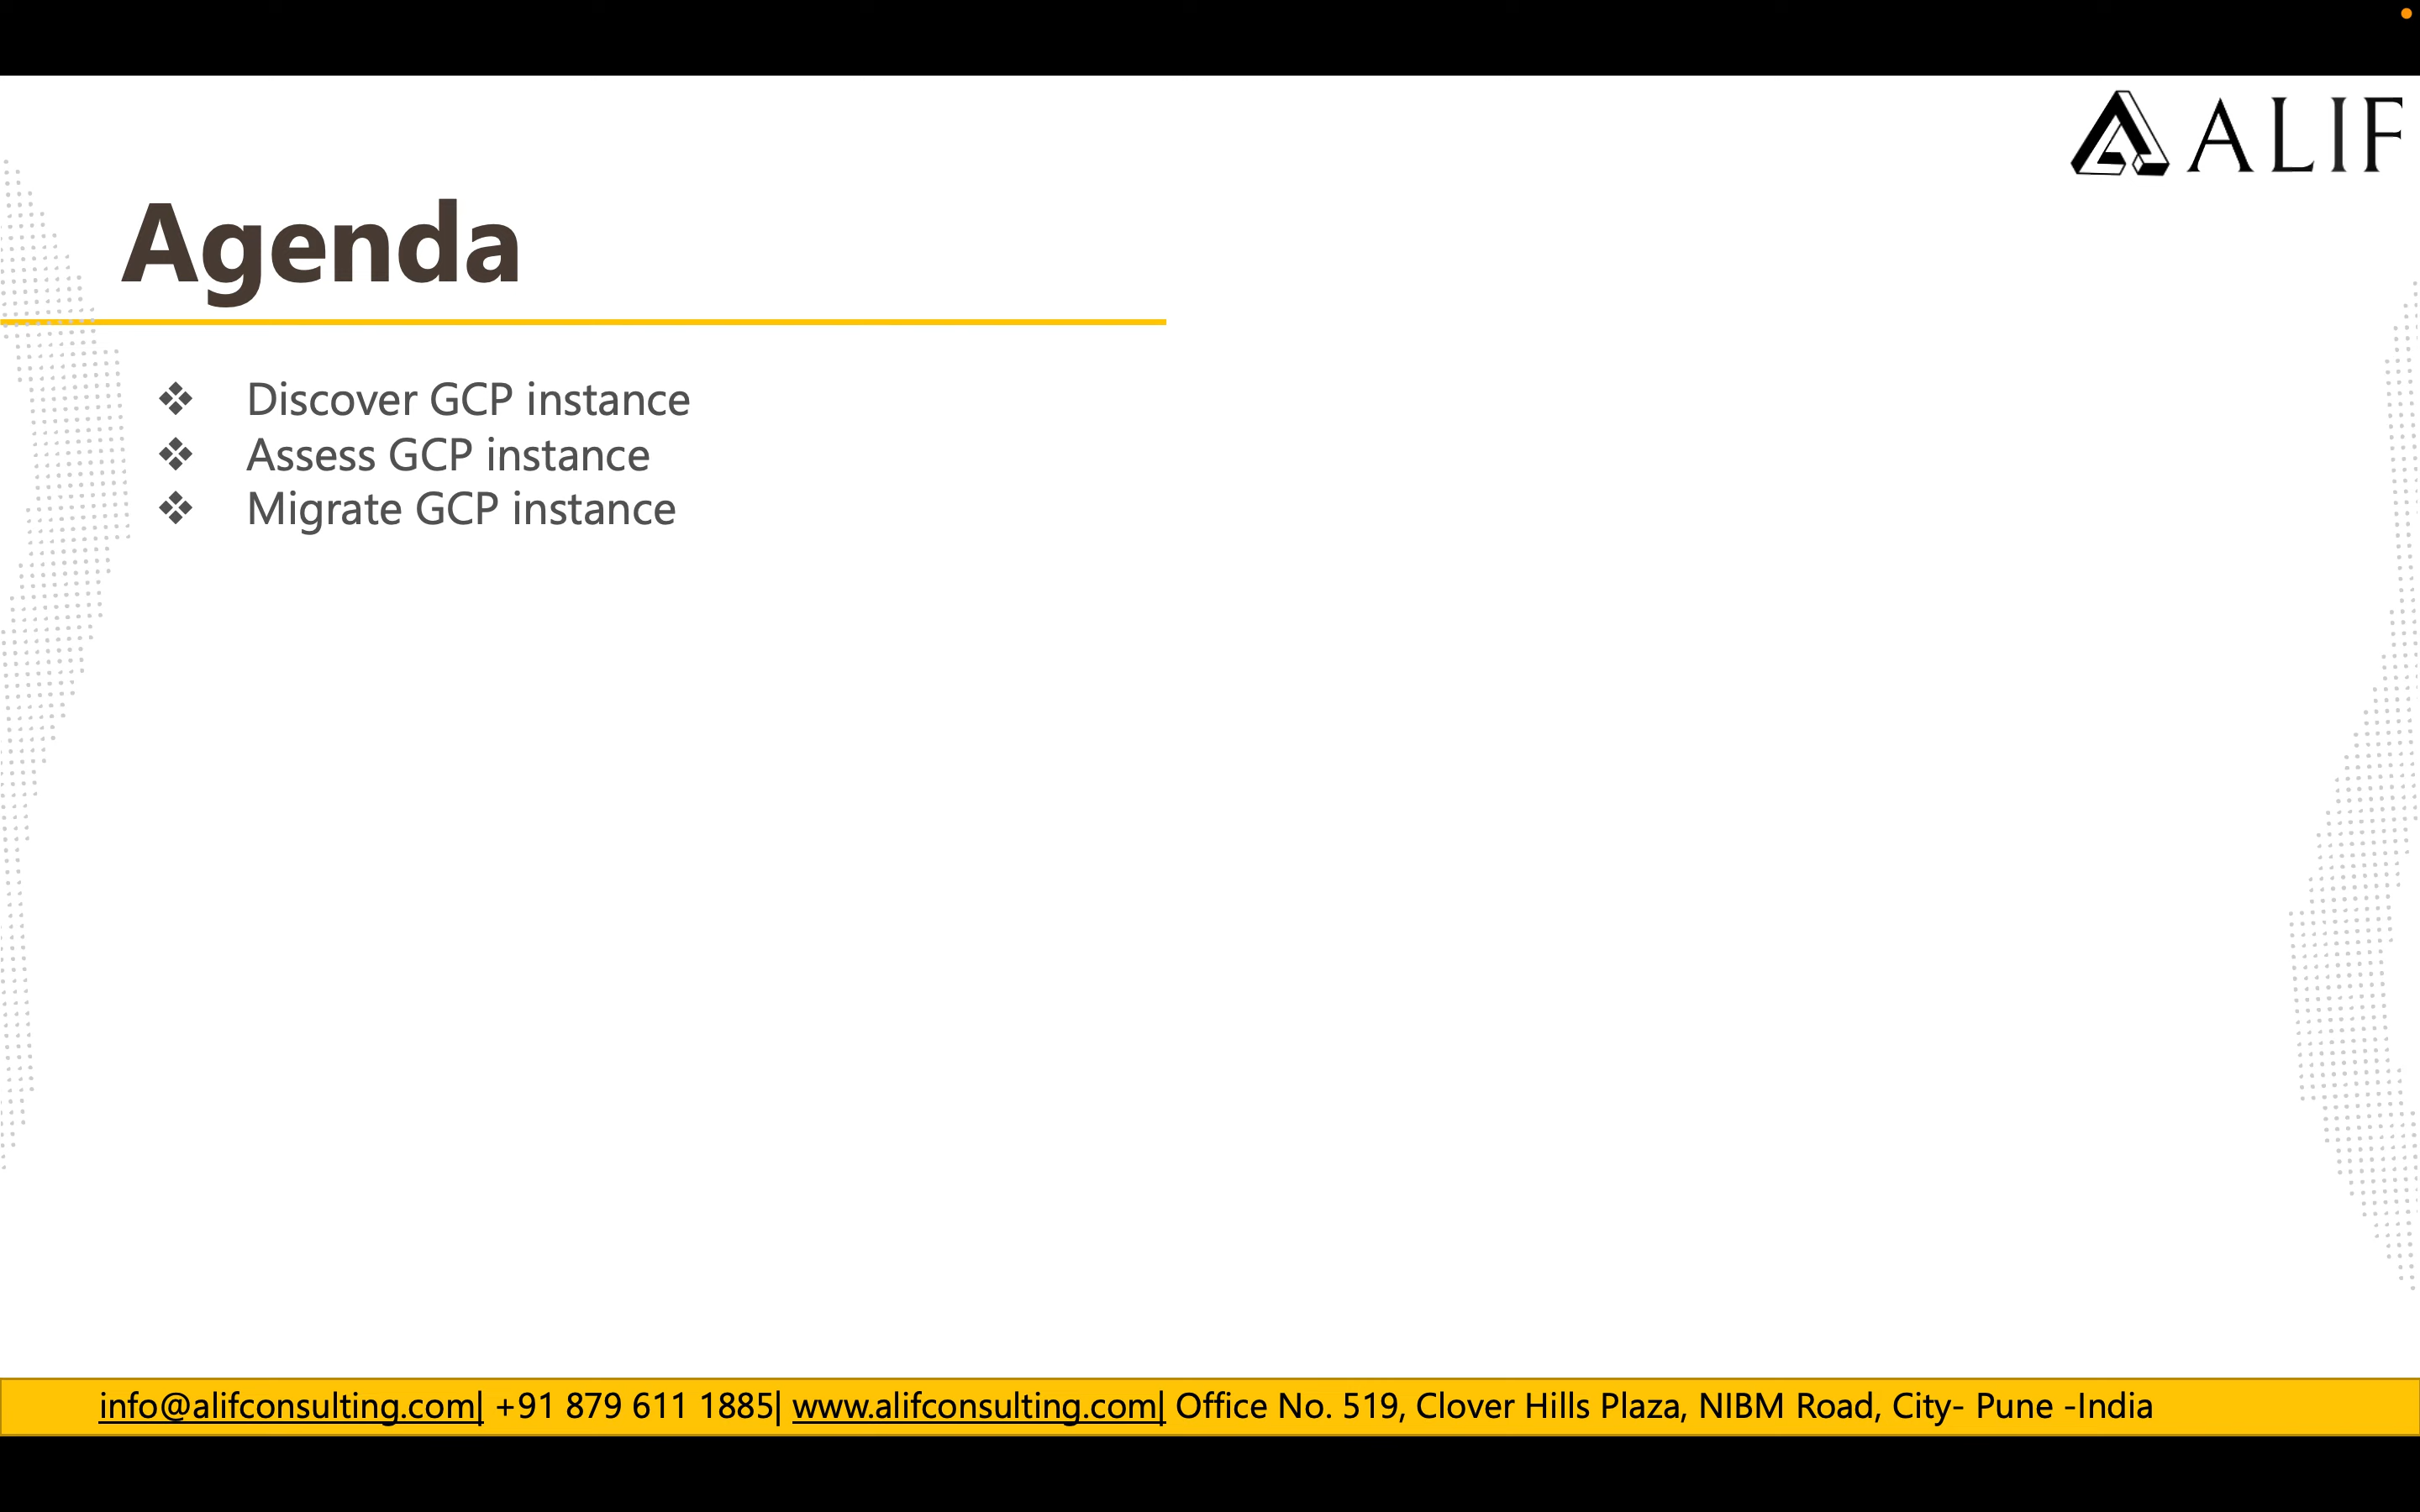 ALIF
Agenda
❖ Discover GCP instance
❖ Assess GCP instance
❖ Migrate GCP instance
info@alifconsulting.com| +91 879 611 1885| www.alifconsulting.com| Office No. 519, Clover Hills Plaza, NIBM Road, City- Pune -India